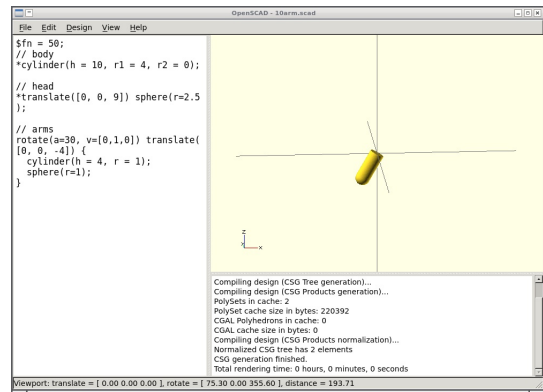 OpenSCAD - 10arm.scad
File Edit Design View Help
$fn = 50;
// body
*cylinder(h = 10, r1 = 4, r2 = 0);
// head
*translate([0, 0, 9]) sphere(r=2.5
);
// arms
rotate(a=30, v=[0,1,0]) translate(
[0, 0, -4]) {
cylinder(h = 4, r = 1);
sphere(r=1);
}
z
y
x
Compiling design (CSG Tree generation)...
Compiling design (CSG Products generation)...
PolySets in cache: 2
PolySet cache size in bytes: 220392
CGAL Polyhedrons in cache: 0
CGAL cache size in bytes: 0
Compiling design (CSG Products normalization)...
Normalized CSG tree has 2 elements
CSG generation finished.
Total rendering time: 0 hours, 0 minutes, 0 seconds
Viewport: translate = [ 0.00 0.00 0.00 ], rotate = [ 75.30 0.00 355.60 ], distance = 193.71